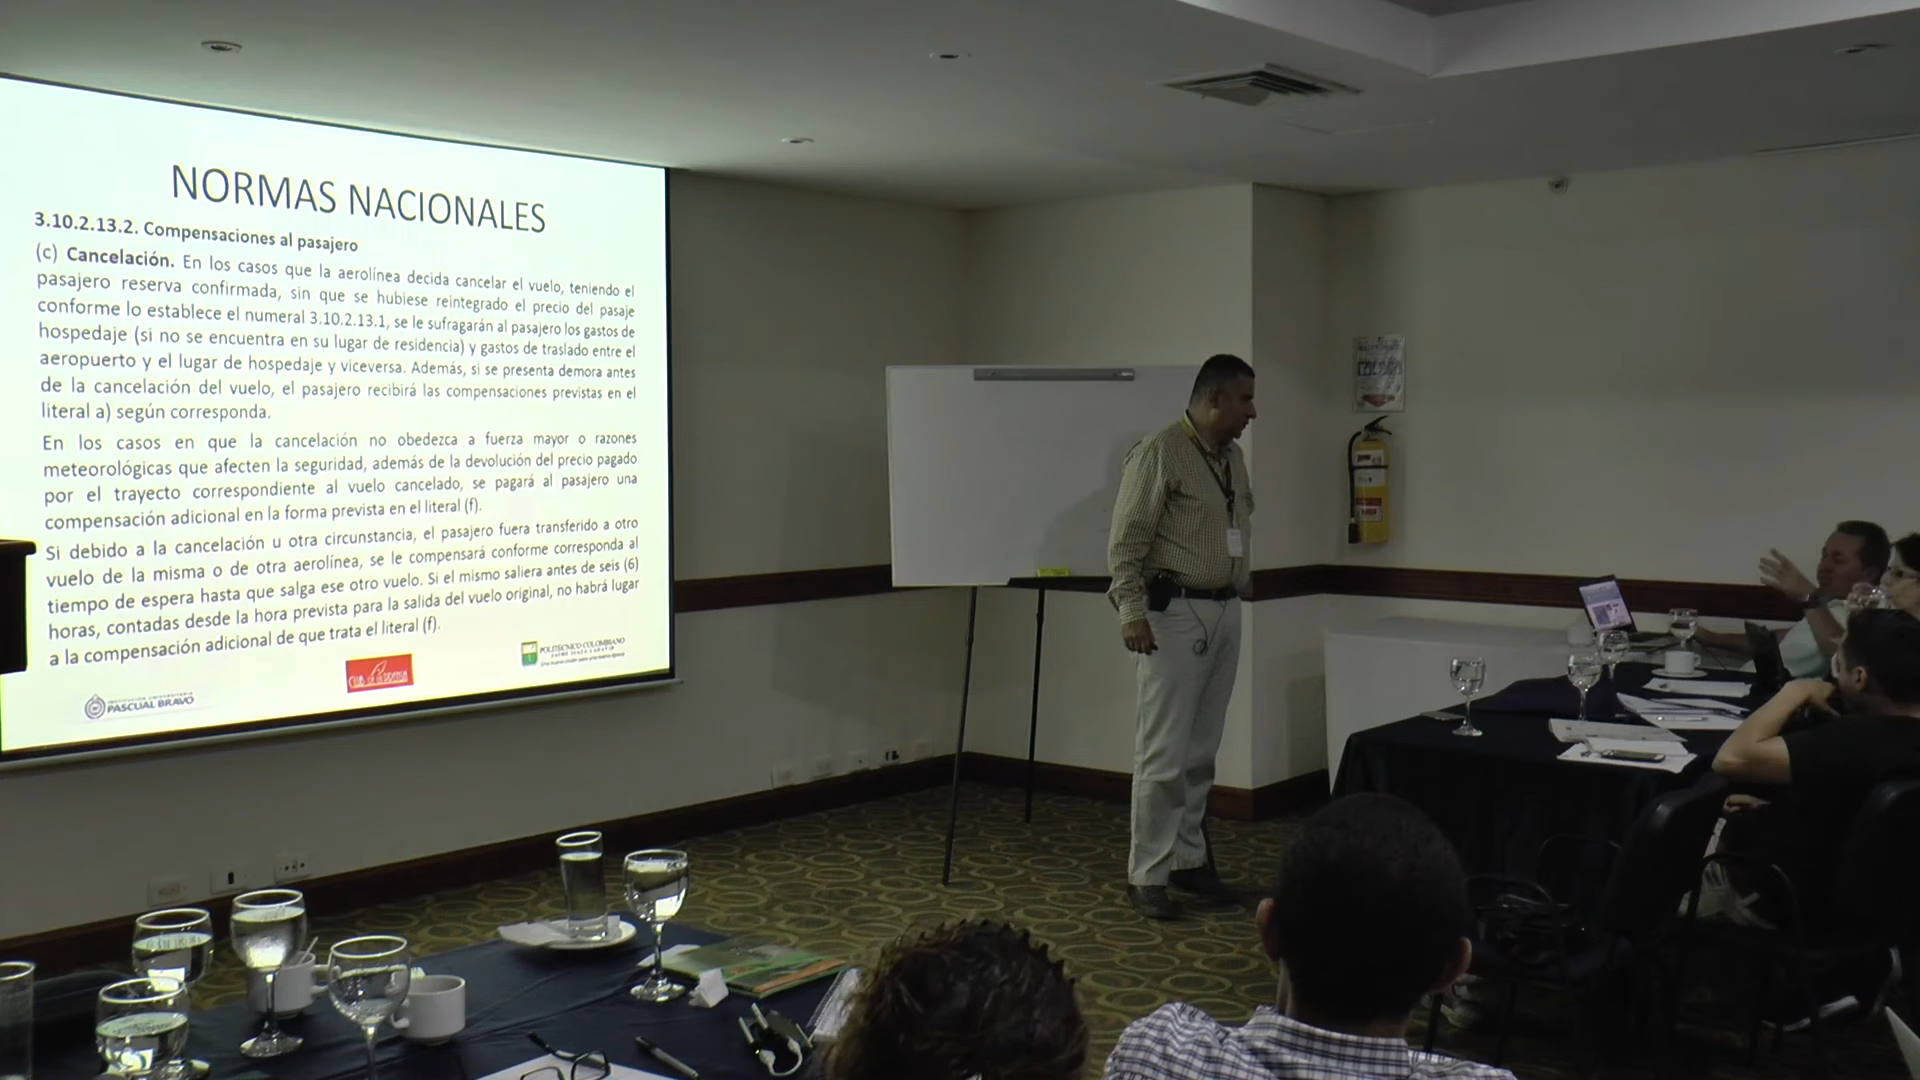 NORMAS NACIONALES
3.10.2.13.2. Compensaciones al pasajero
(c) Cancelación. En los casos que la aerolínea decida cancelar el vuelo, teniendo el
pasajero reserva confirmada, sin que se hubiese reintegrado el precio del pasaje
conforme lo establece el numeral 3.10.2.13.1, se le sufragarán al pasajero los gastos de
hospedaje (si no se encuentra en su lugar de residencia) y gastos de traslado entre el
aeropuerto y el lugar de hospedaje y viceversa. Además, si se presenta demora antes
de la cancelación del vuelo, el pasajero recibirá las compensaciones previstas en el
literal a) según corresponda.
En los casos en que la cancelación no obedezca a fuerza mayor o razones
meteorológicas que afecten la seguridad, además de la devolución del precio pagado
por el trayecto correspondiente al vuelo cancelado, se pagará al pasajero una
compensación adicional en la forma prevista en el literal (f).
Si debido a la cancelación u otra circunstancia, el pasajero fuera transferido a otro
vuelo de la misma o de otra aerolínea, se le compensará conforme corresponda al
tiempo de espera hasta que salga ese otro vuelo. Si el mismo saliera antes de seis (6)
horas, contadas desde la hora prevista para la salida del vuelo original, no habrá lugar
a la compensación adicional de que trata el literal (f).
POLITÉCNICO COLOMBIANO
JAIME ISAZA CADAVID
CLUB DE LA PRENSA
INSTITUCIÓN UNIVERSITARIA
PASCUAL BRAVO